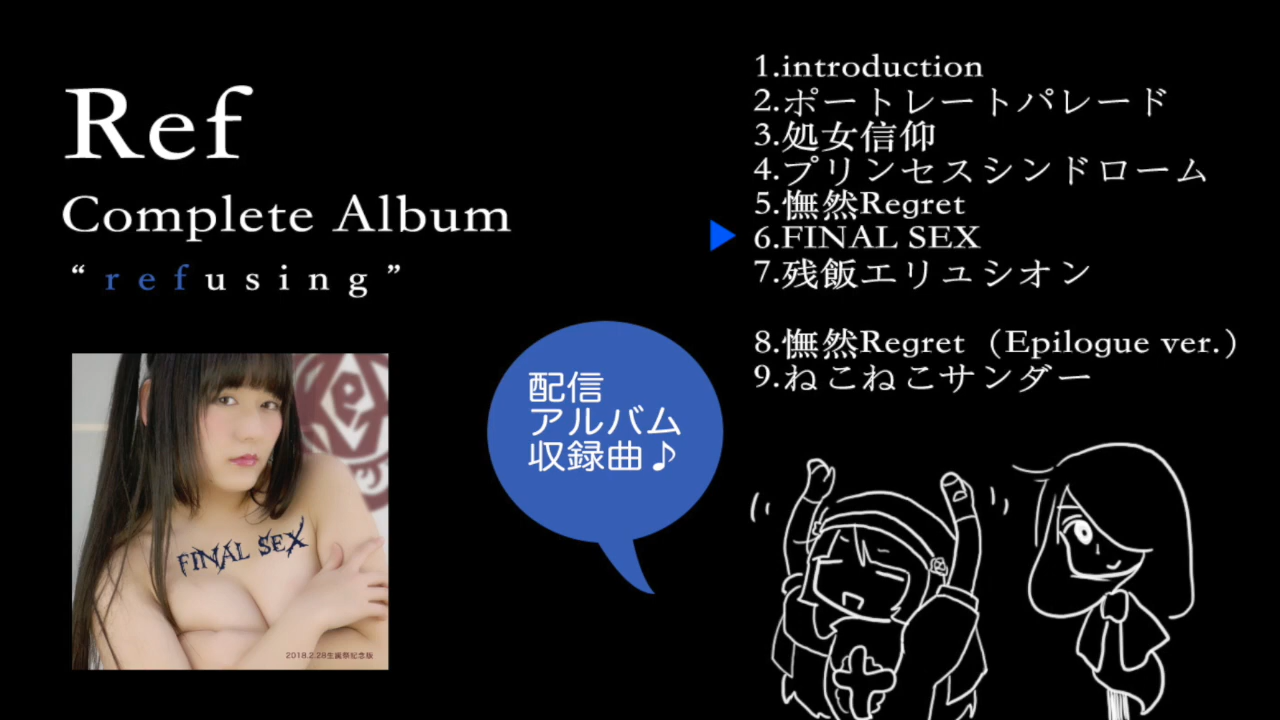 Ref
Complete Album
“refusing”
FINAL SEX
2018.2.28生誕祭記念版
配信
アルバム
収録曲♪
1.introduction
2.ポートレートパレード
3.処女信仰
4.プリンセスシンドローム
5.憮然Regret
6.FINAL SEX
7.残飯エリュシオン
8.憮然Regret（Epilogue ver.）
9.ねこねこサンダー